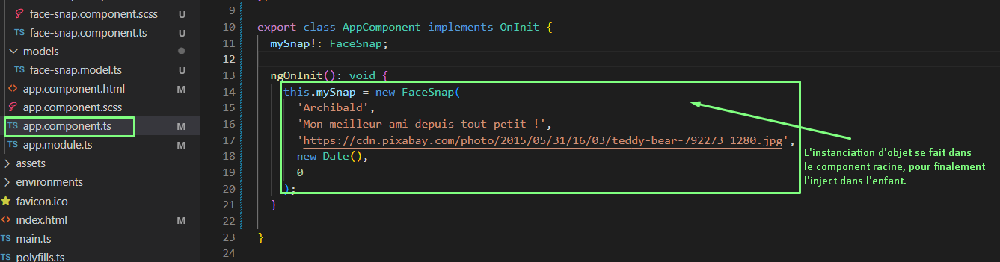 face-snap.component.scss U
TS face-snap.component.ts U
models
TS face-snap.model.ts U
app.component.html M
app.component.scss
TS app.component.ts M
TS app.module.ts M
assets
environments
favicon.ico
index.html M
TS main.ts
TS polyfills.ts
9
10 export class AppComponent implements OnInit {
11 mySnap!: FaceSnap;
12
13 ngOnInit(): void {
14 this.mySnap = new FaceSnap(
15 'Archibald',
16 'Mon meilleur ami depuis tout petit !',
17 'https://cdn.pixabay.com/photo/2015/05/31/16/03/teddy-bear-792273_1280.jpg',
18 new Date(),
19 0
20 );
21 }
22
23 }
24
L'instanciation d'objet se fait dans
le component racine, pour finalement
l'inject dans l'enfant.